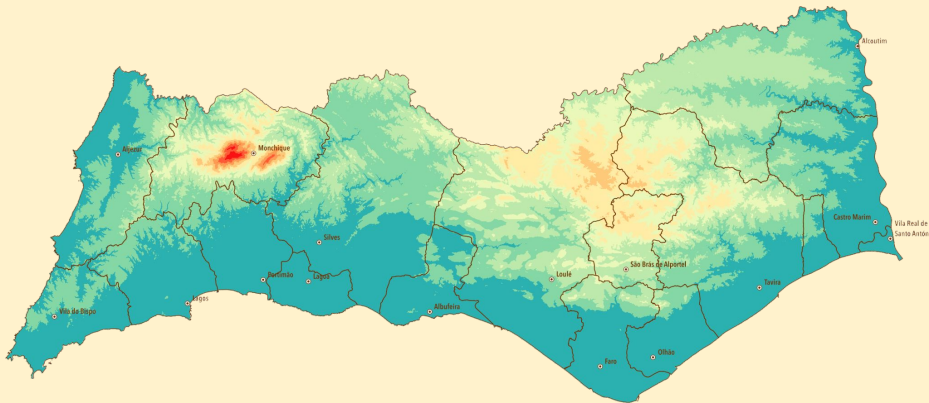 Alcoutim
Aljezur
Monchique
Castro Marim
Vila Real de
Santo Antón
Silves
São Brás de Alportel
Loulé
Portimão
Lagoa
Tavira
Lagos
Vila do Bispo
Albufeira
Olhão
Faro